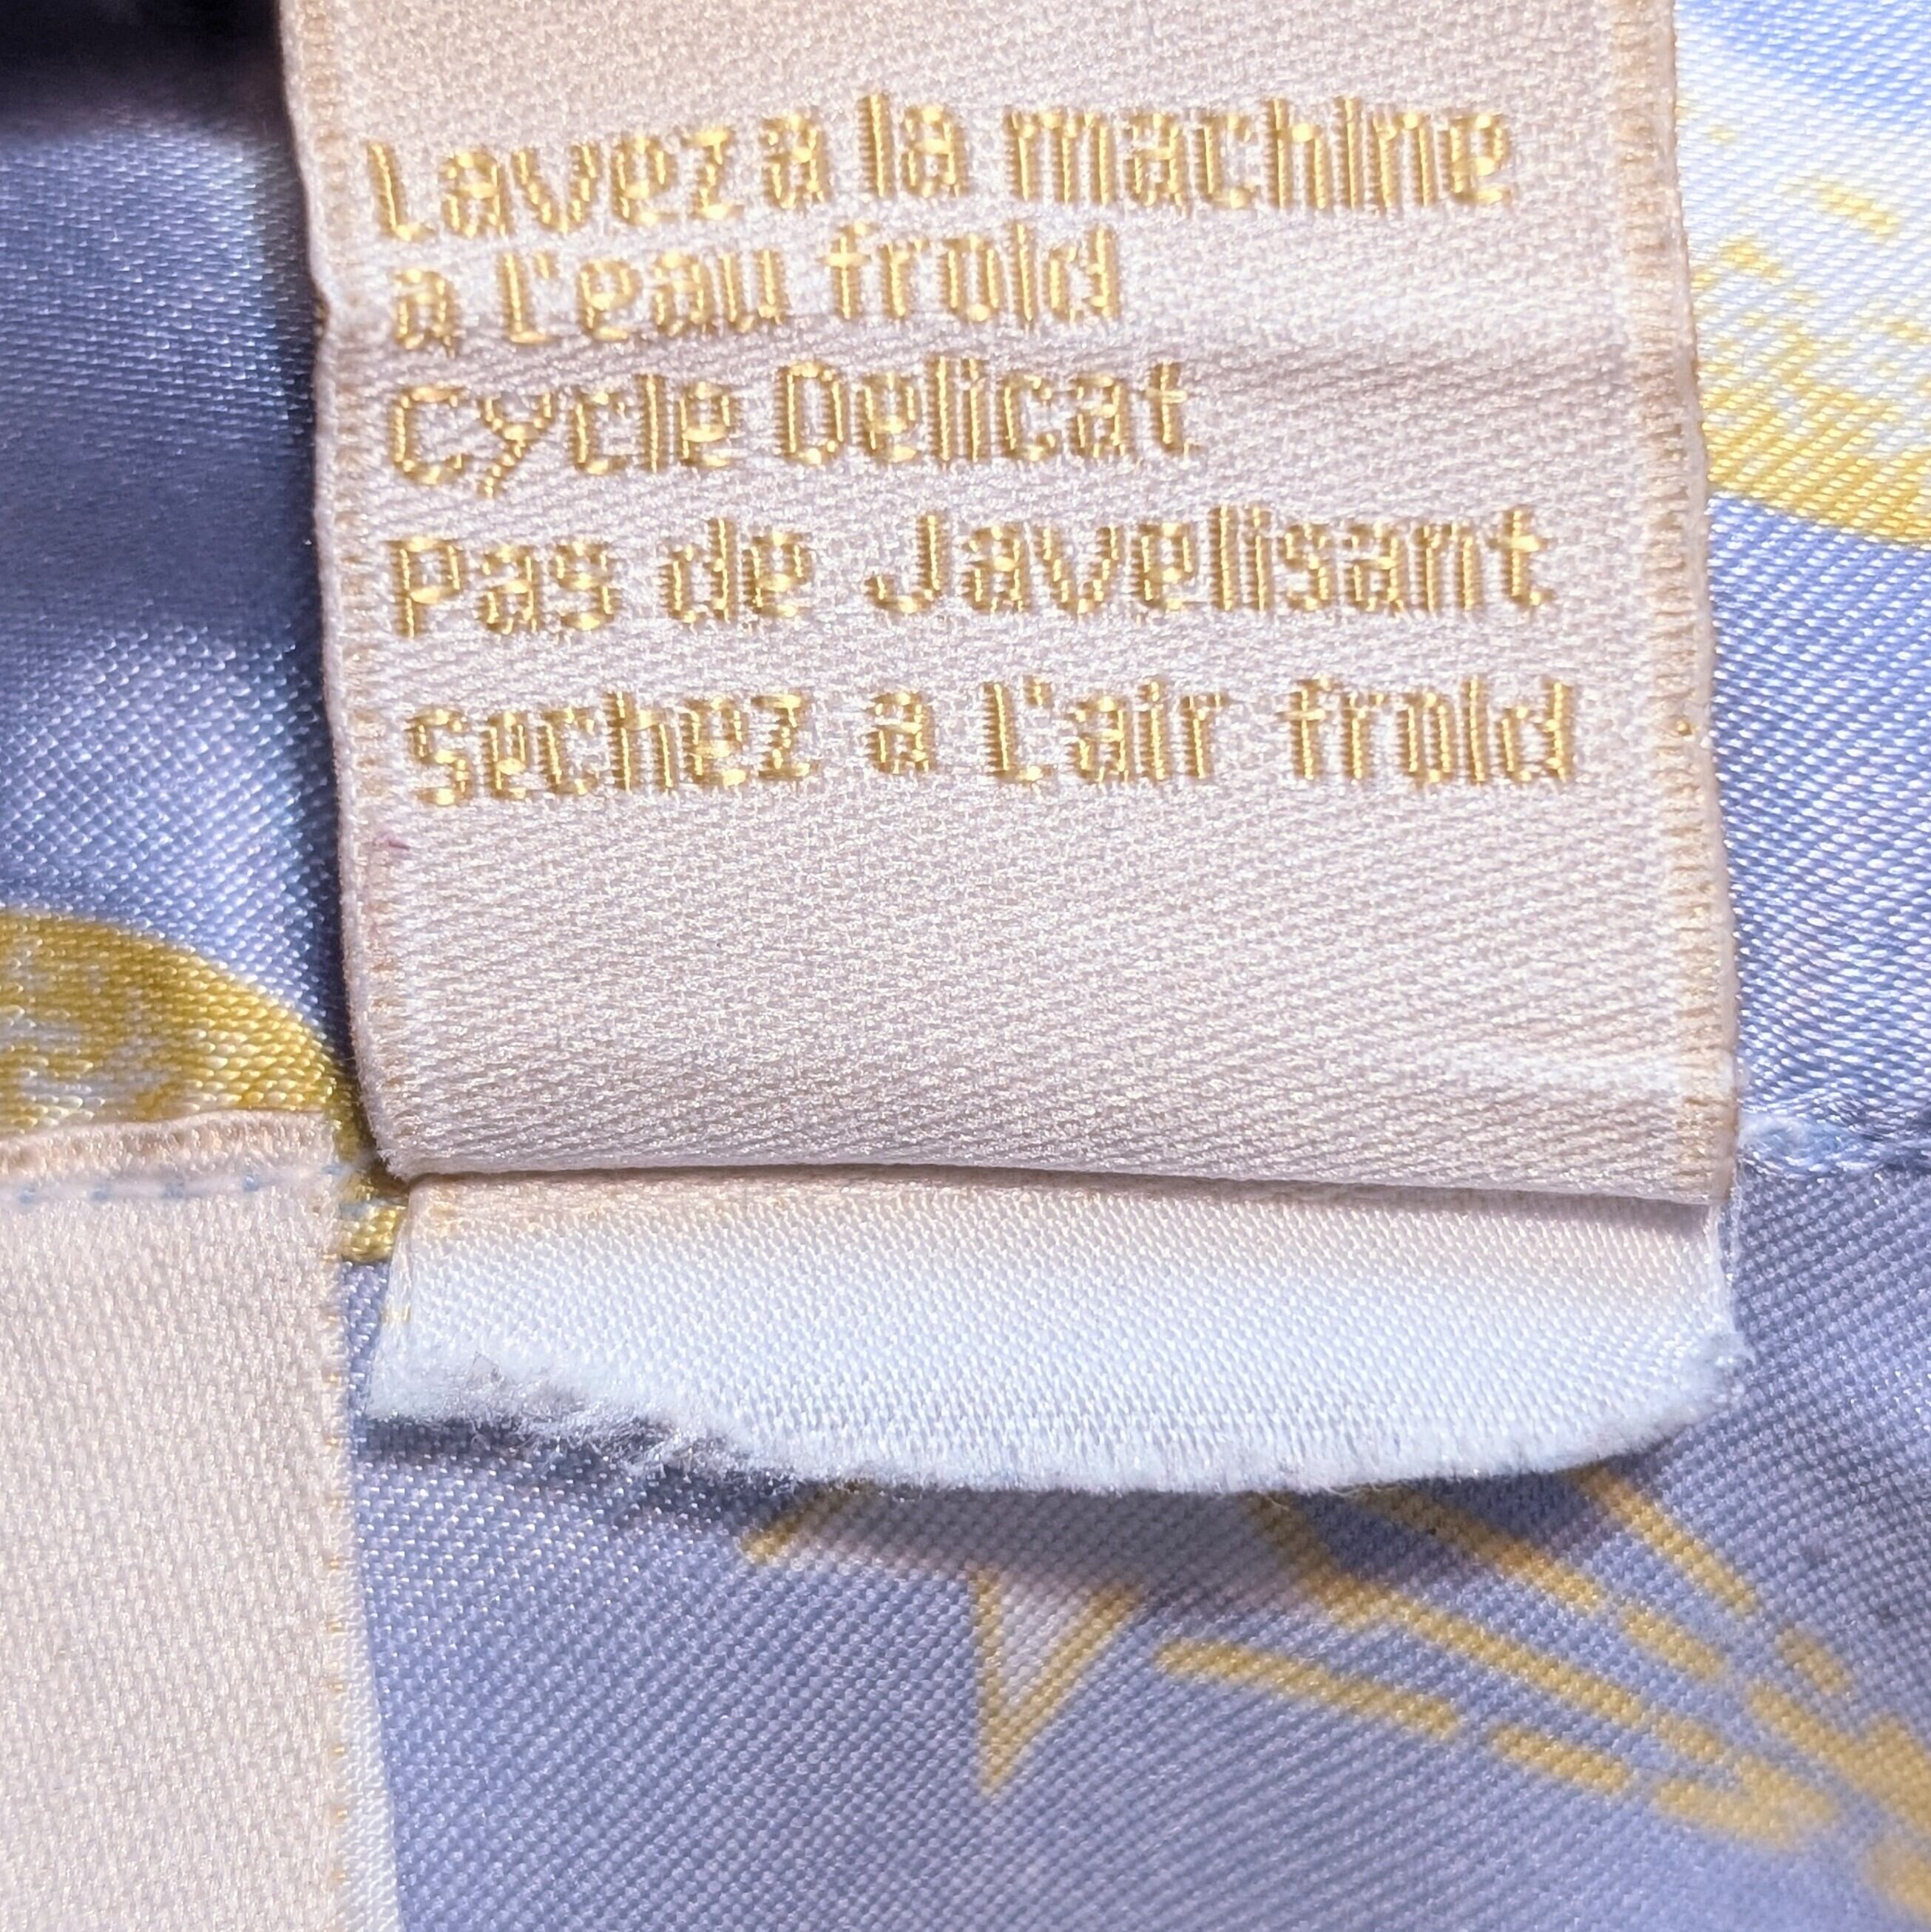 Lavez a la machine
a L'eau froid
Cycle Delicat
Pas de Javelisant
Sechez a L'air froid